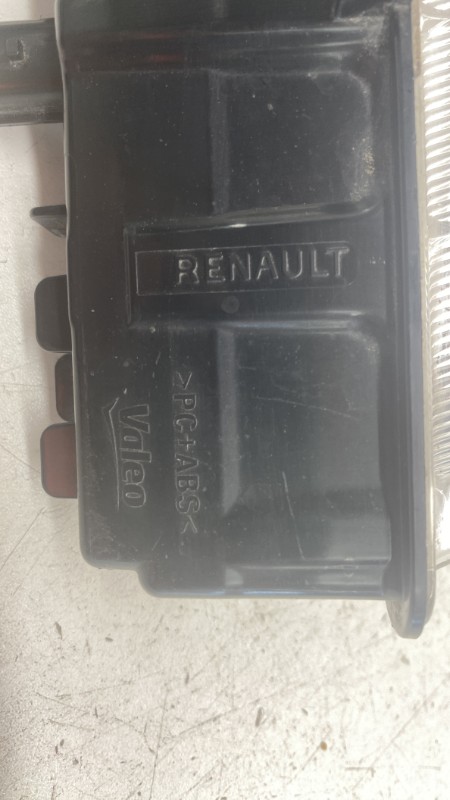 RENAULT
>PC+ABS<
Valeo